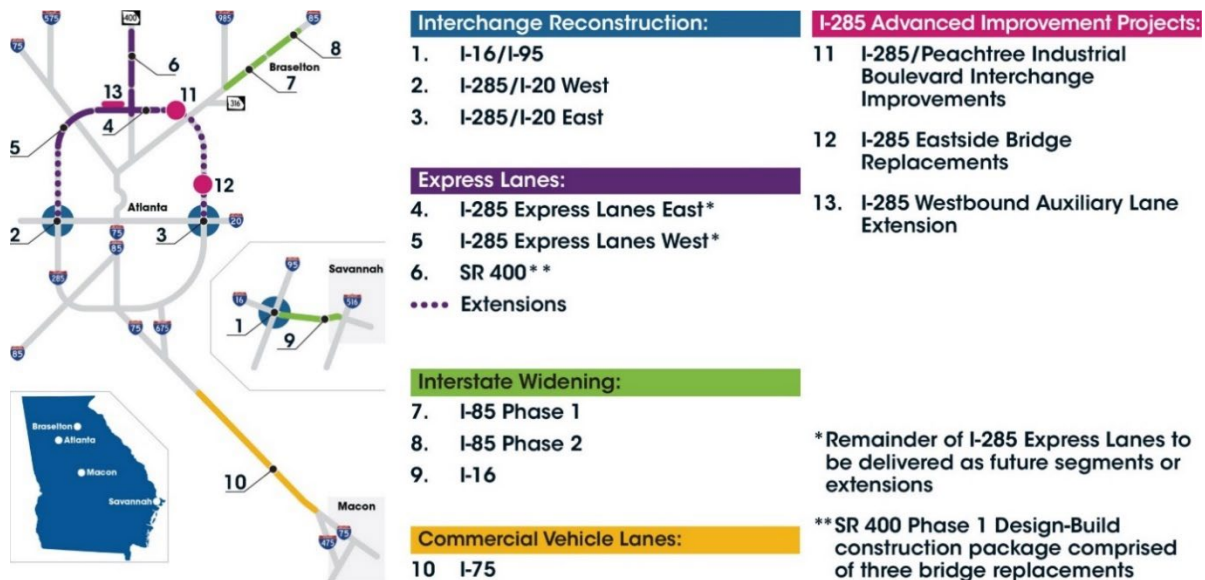 575
400
985
85
75
6
8
Braselton
7
13
11
316
4
5
12
Atlanta
2
75
3
20
85
285
95
Savannah
16
516
1
9
75
675
85
Braselton
Atlanta
Macon
Savannah
10
Macon
75
475
Interchange Reconstruction:
1. I-16/I-95
2. I-285/I-20 West
3. I-285/I-20 East
Express Lanes:
4. I-285 Express Lanes East*
5 I-285 Express Lanes West*
6. SR 400**
Extensions
Interstate Widening:
7. I-85 Phase 1
8. I-85 Phase 2
9. I-16
Commercial Vehicle Lanes:
10 I-75
I-285 Advanced Improvement Projects:
11 I-285/Peachtree Industrial
Boulevard Interchange
Improvements
12 I-285 Eastside Bridge
Replacements
13. I-285 Westbound Auxiliary Lane
Extension
*Remainder of I-285 Express Lanes to
be delivered as future segments or
extensions
**SR 400 Phase 1 Design-Build
construction package comprised
of three bridge replacements